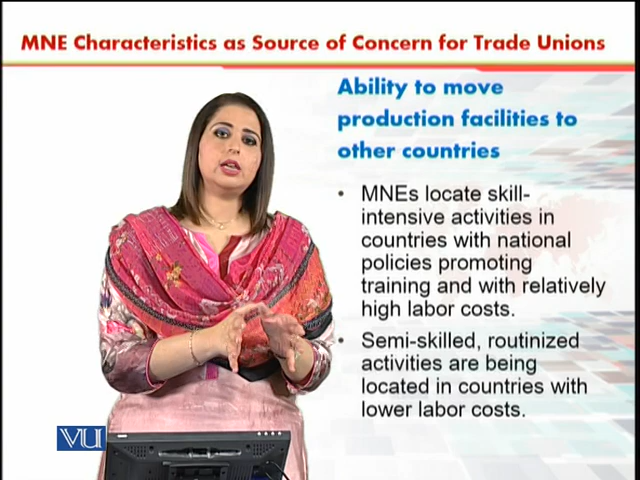 MNE Characteristics as Source of Concern for Trade Unions
Ability to move
production facilities to
other countries
• MNEs locate skill-
intensive activities in
countries with national
policies promoting
training and with relatively
high labor costs.
• Semi-skilled, routinized
activities are being
located in countries with
lower labor costs.
VU